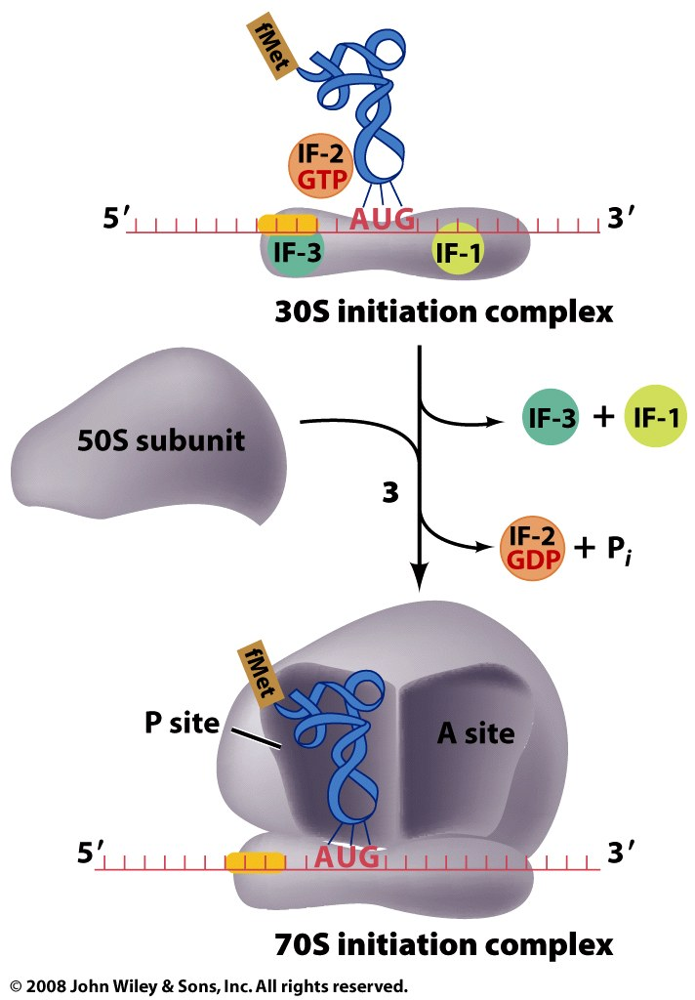 fMet
IF-2
GTP
5′ AUG 3′
IF-3 IF-1
30S initiation complex
50S subunit
IF-3 + IF-1
3
IF-2
GDP + Pi
fMet
P site
A site
5′ AUG 3′
70S initiation complex
© 2008 John Wiley & Sons, Inc. All rights reserved.